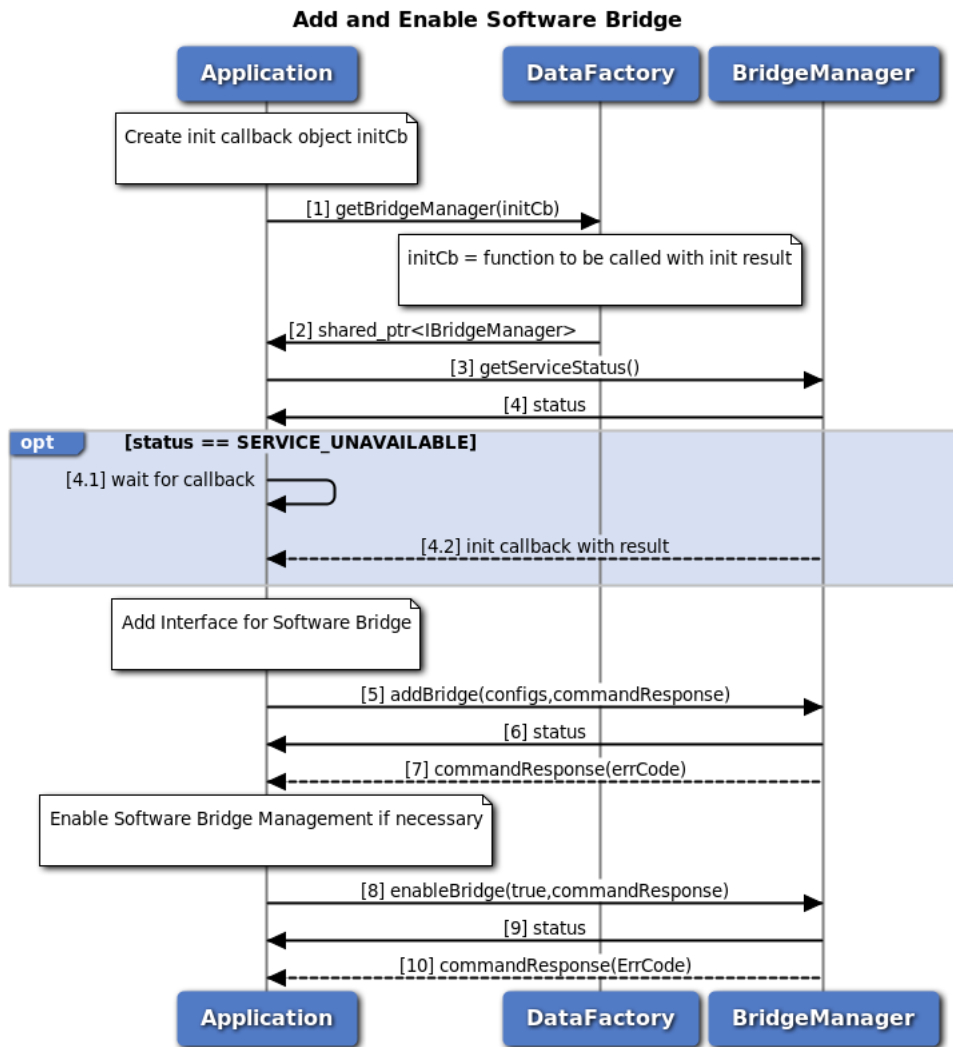 Add and Enable Software Bridge
Application
DataFactory
BridgeManager
Create init callback object initCb
[1] getBridgeManager(initCb)
initCb = function to be called with init result
[2] shared_ptr<IBridgeManager>
[3] getServiceStatus()
[4] status
opt
[status == SERVICE_UNAVAILABLE]
[4.1] wait for callback
[4.2] init callback with result
Add Interface for Software Bridge
[5] addBridge(configs,commandResponse)
[6] status
[7] commandResponse(errCode)
Enable Software Bridge Management if necessary
[8] enableBridge(true,commandResponse)
[9] status
[10] commandResponse(ErrCode)
Application
DataFactory
BridgeManager